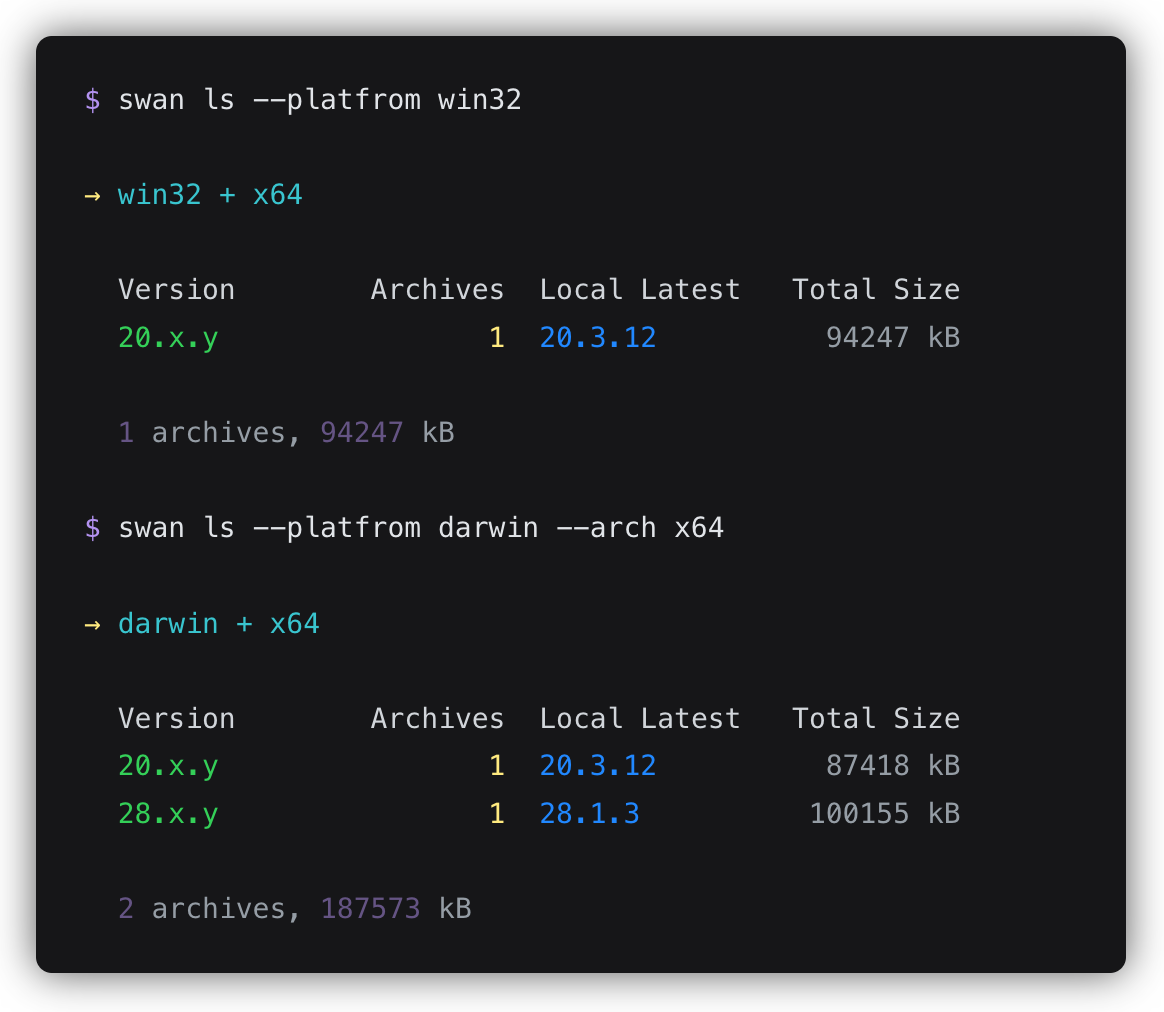 $ swan ls --platfrom win32
→ win32 + x64
Version Archives Local Latest Total Size
20.x.y 1 20.3.12 94247 kB
1 archives, 94247 kB
$ swan ls --platfrom darwin --arch x64
→ darwin + x64
Version Archives Local Latest Total Size
20.x.y 1 20.3.12 87418 kB
28.x.y 1 28.1.3 100155 kB
2 archives, 187573 kB